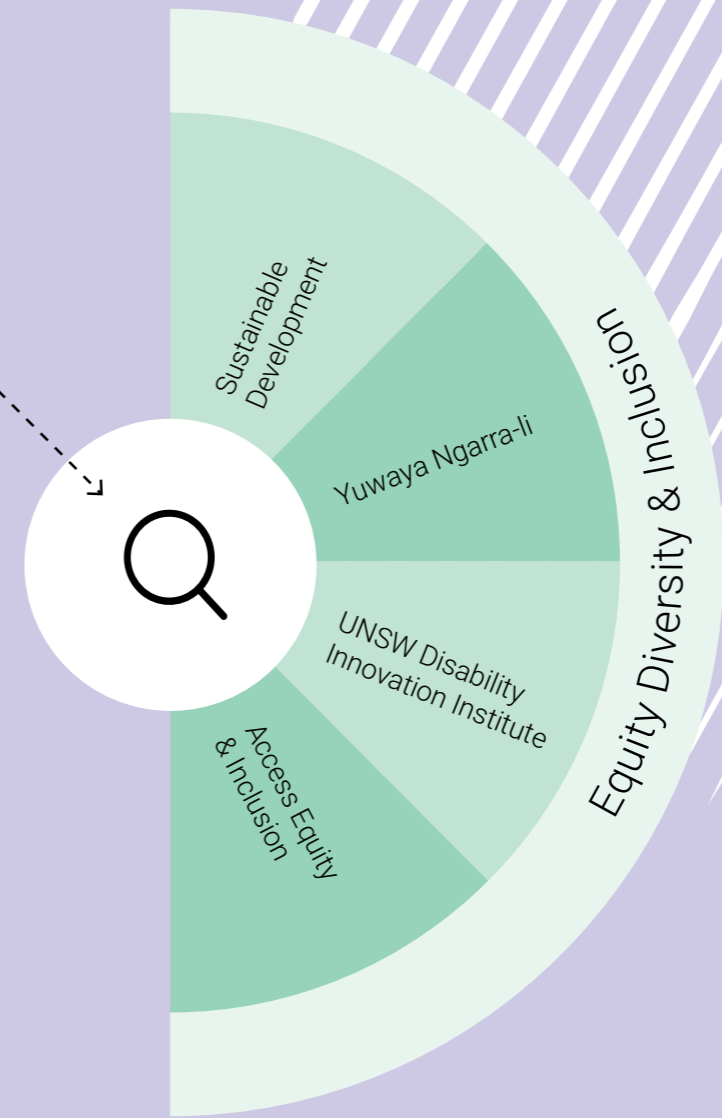 Sustainable
Development
Yuwaya Ngarra-li
UNSW Disability
Innovation Institute
Access Equity
& Inclusion
Equity Diversity & Inclusion